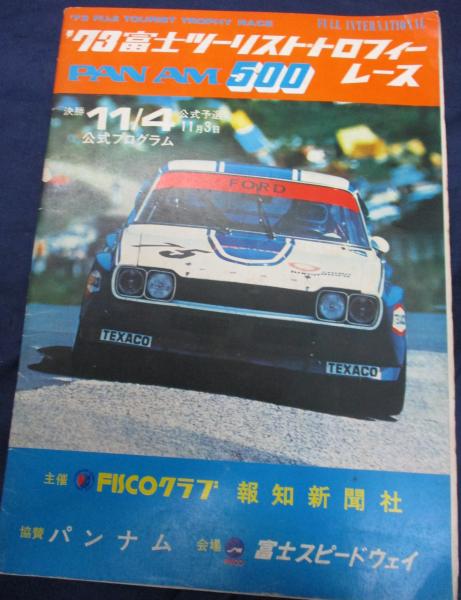 '73 FUJI TOURIST TROPHY RACE
FULL INTERNATIONAL
'73富士ツーリストトロフィー
レース
PAN AM 500
決勝 11/4 公式予選 11月3日
公式プログラム
FORD
TEXACO
TEXACO
主催 FISCOクラブ 報知新聞社
協賛 パンナム 会場 富士スピードウェイ